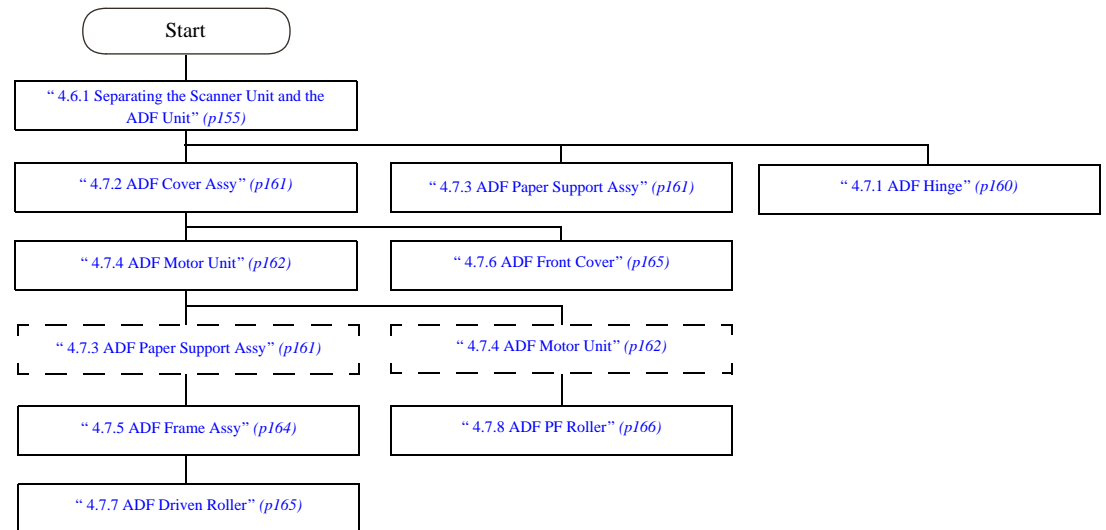 Start
“ 4.6.1 Separating the Scanner Unit and the
ADF Unit” (p155)
“ 4.7.2 ADF Cover Assy” (p161)
“ 4.7.3 ADF Paper Support Assy” (p161)
“ 4.7.1 ADF Hinge” (p160)
“ 4.7.4 ADF Motor Unit” (p162)
“ 4.7.6 ADF Front Cover” (p165)
“ 4.7.3 ADF Paper Support Assy” (p161)
“ 4.7.4 ADF Motor Unit” (p162)
“ 4.7.5 ADF Frame Assy” (p164)
“ 4.7.8 ADF PF Roller” (p166)
“ 4.7.7 ADF Driven Roller” (p165)